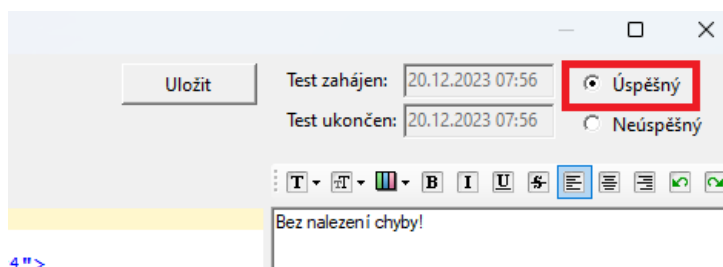 Uložit
Test zahájen: 20.12.2023 07:56
Úspěšný
Test ukončen: 20.12.2023 07:56
Neúspěšný
T T B I U S
Bez nalezení chyby!
4">